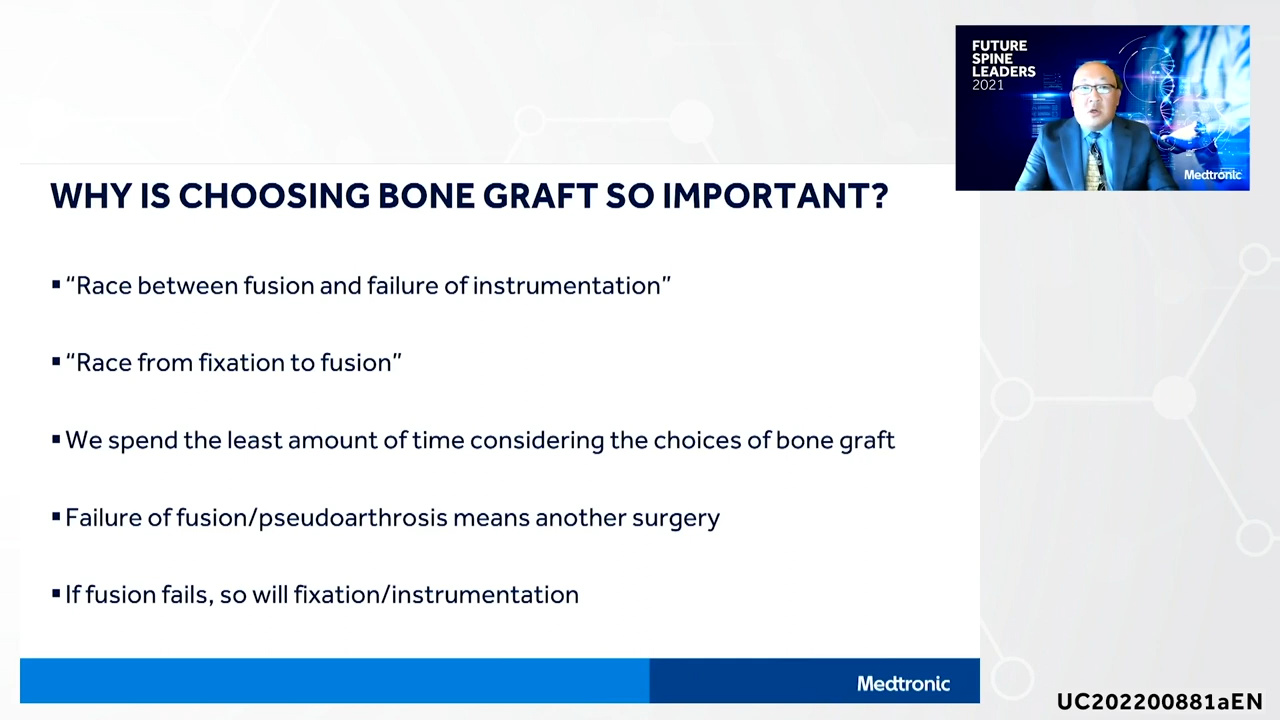 FUTURE
SPINE
LEADERS
2021
Medtronic
WHY IS CHOOSING BONE GRAFT SO IMPORTANT?
▪ “Race between fusion and failure of instrumentation”
▪ “Race from fixation to fusion”
▪ We spend the least amount of time considering the choices of bone graft
▪ Failure of fusion/pseudoarthrosis means another surgery
▪ If fusion fails, so will fixation/instrumentation
Medtronic
UC202200881aEN